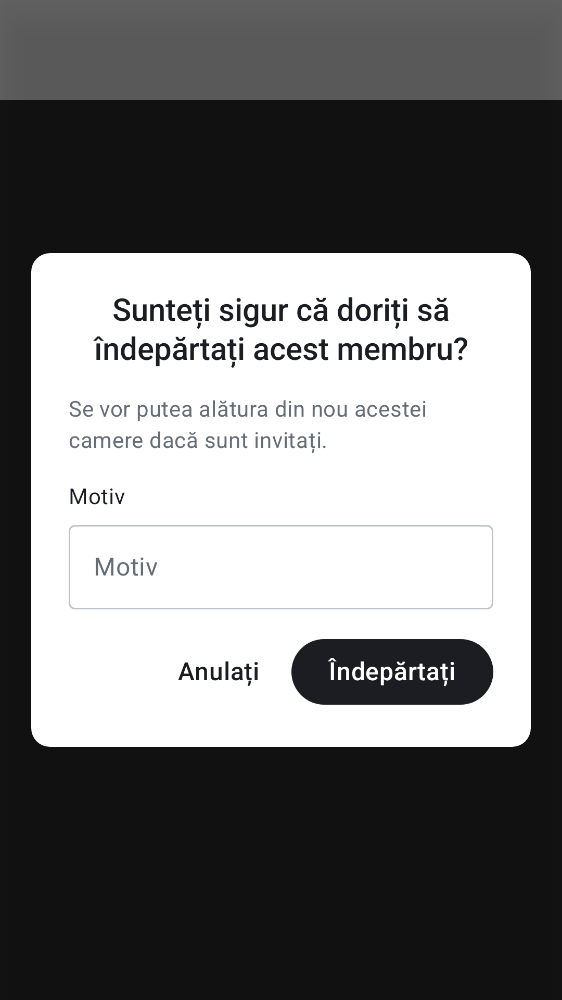 Sunteți sigur că doriți să
îndepărtați acest membru?
Se vor putea alătura din nou acestei
camere dacă sunt invitați.
Motiv
Motiv
Anulați
Îndepărtați